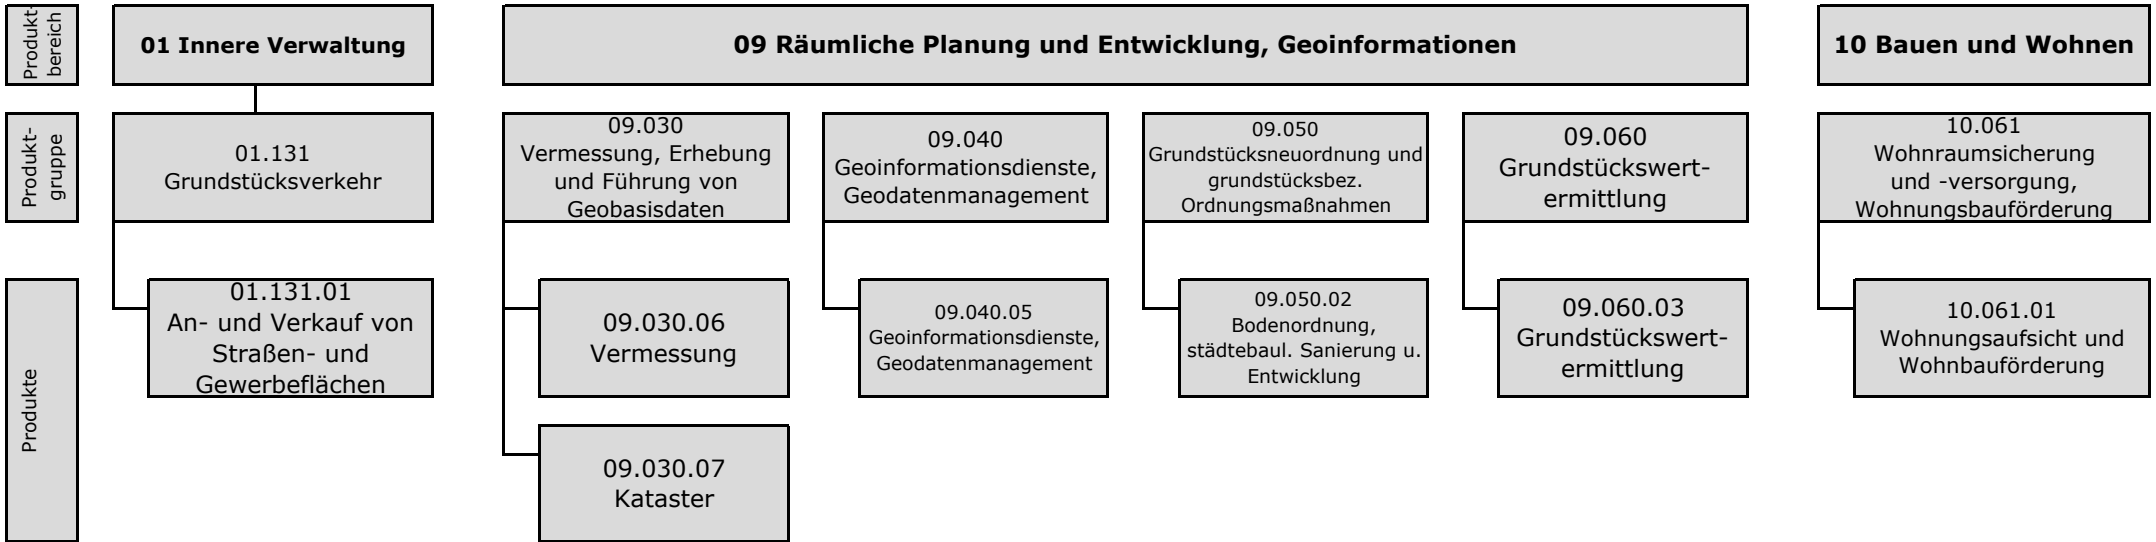 Produkt-
bereich
01 Innere Verwaltung
09 Räumliche Planung und Entwicklung, Geoinformationen
10 Bauen und Wohnen
Produkt-
gruppe
01.131
Grundstücksverkehr
09.030
Vermessung, Erhebung
und Führung von
Geobasisdaten
09.040
Geoinformationsdienste,
Geodatenmanagement
09.050
Grundstücksneuordnung und
grundstücksbez.
Ordnungsmaßnahmen
09.060
Grundstückswert-
ermittlung
10.061
Wohnraumsicherung
und -versorgung,
Wohnungsbauförderung
Produkte
01.131.01
An- und Verkauf von
Straßen- und
Gewerbeflächen
09.030.06
Vermessung
09.040.05
Geoinformationsdienste,
Geodatenmanagement
09.050.02
Bodenordnung,
städtebaul. Sanierung u.
Entwicklung
09.060.03
Grundstückswert-
ermittlung
10.061.01
Wohnungsaufsicht und
Wohnbauförderung
09.030.07
Kataster